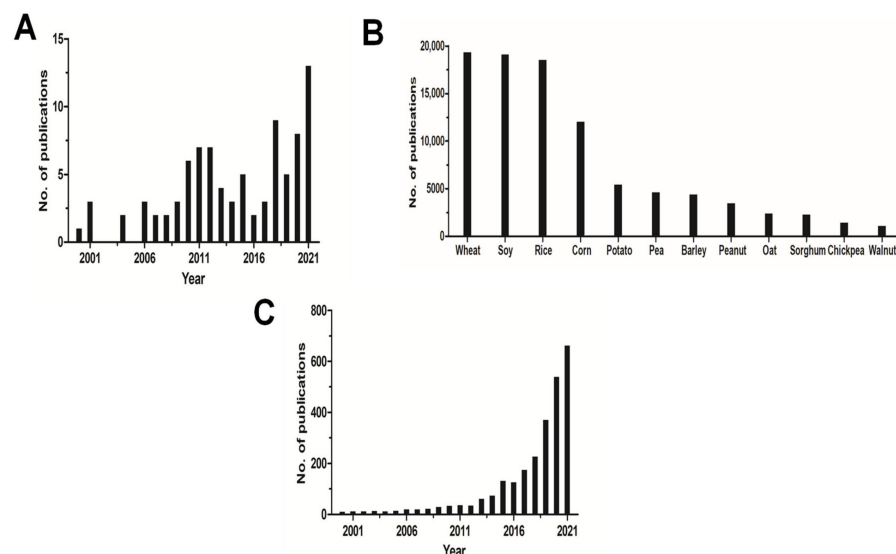 A
No. of publications
15
10
5
0
2001 2006 2011 2016 2021
Year
B
No. of publications
20,000
15,000
10,000
5000
0
Wheat Soy Rice Corn Potato Pea Barley Peanut Oat Sorghum Chickpea Walnut
C
No. of publications
800
600
400
200
0
2001 2006 2011 2016 2021
Year